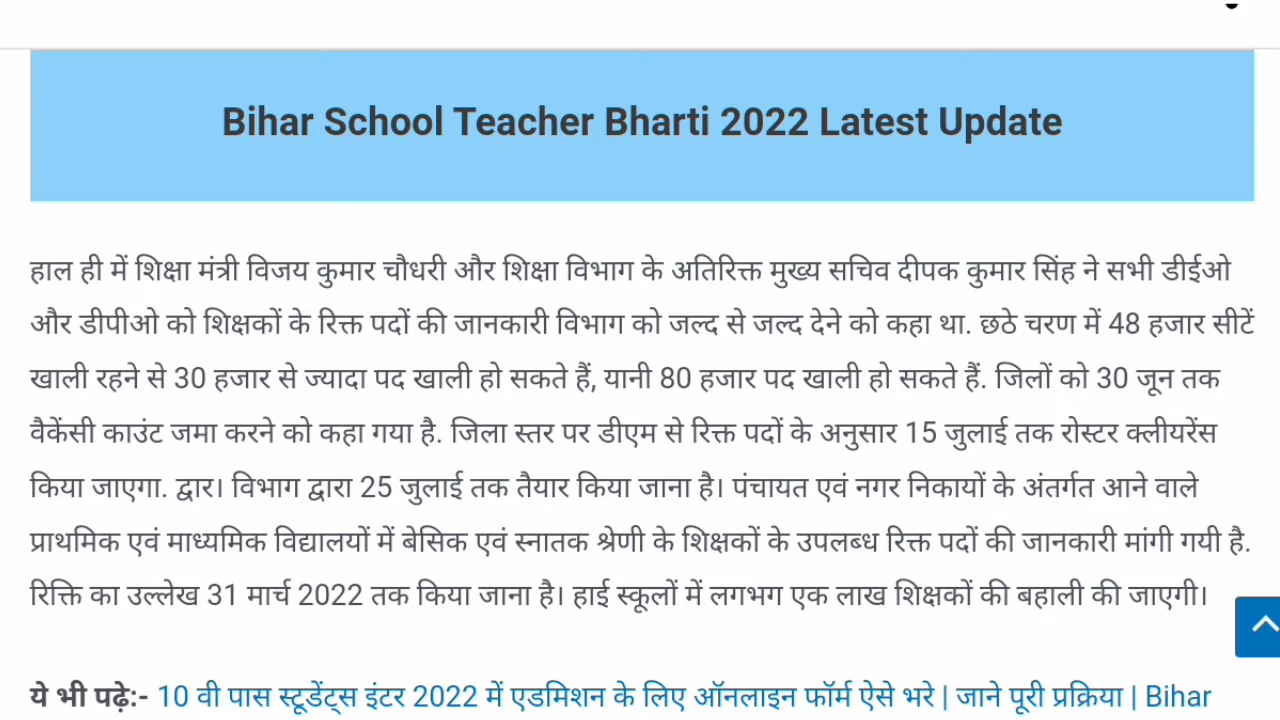 Bihar School Teacher Bharti 2022 Latest Update
हाल ही में शिक्षा मंत्री विजय कुमार चौधरी और शिक्षा विभाग के अतिरिक्त मुख्य सचिव दीपक कुमार सिंह ने सभी डीईओ
और डीपीओ को शिक्षकों के रिक्त पदों की जानकारी विभाग को जल्द से जल्द देने को कहा था. छठे चरण में 48 हजार सीटें
खाली रहने से 30 हजार से ज्यादा पद खाली हो सकते हैं, यानी 80 हजार पद खाली हो सकते हैं. जिलों को 30 जून तक
वैकेंसी काउंट जमा करने को कहा गया है. जिला स्तर पर डीएम से रिक्त पदों के अनुसार 15 जुलाई तक रोस्टर क्लीयरेंस
किया जाएगा. द्वार। विभाग द्वारा 25 जुलाई तक तैयार किया जाना है। पंचायत एवं नगर निकायों के अंतर्गत आने वाले
प्राथमिक एवं माध्यमिक विद्यालयों में बेसिक एवं स्नातक श्रेणी के शिक्षकों के उपलब्ध रिक्त पदों की जानकारी मांगी गयी है.
रिक्ति का उल्लेख 31 मार्च 2022 तक किया जाना है। हाई स्कूलों में लगभग एक लाख शिक्षकों की बहाली की जाएगी।
ये भी पढ़े:- 10 वी पास स्टूडेंट्स इंटर 2022 में एडमिशन के लिए ऑनलाइन फॉर्म ऐसे भरे | जाने पूरी प्रक्रिया | Bihar